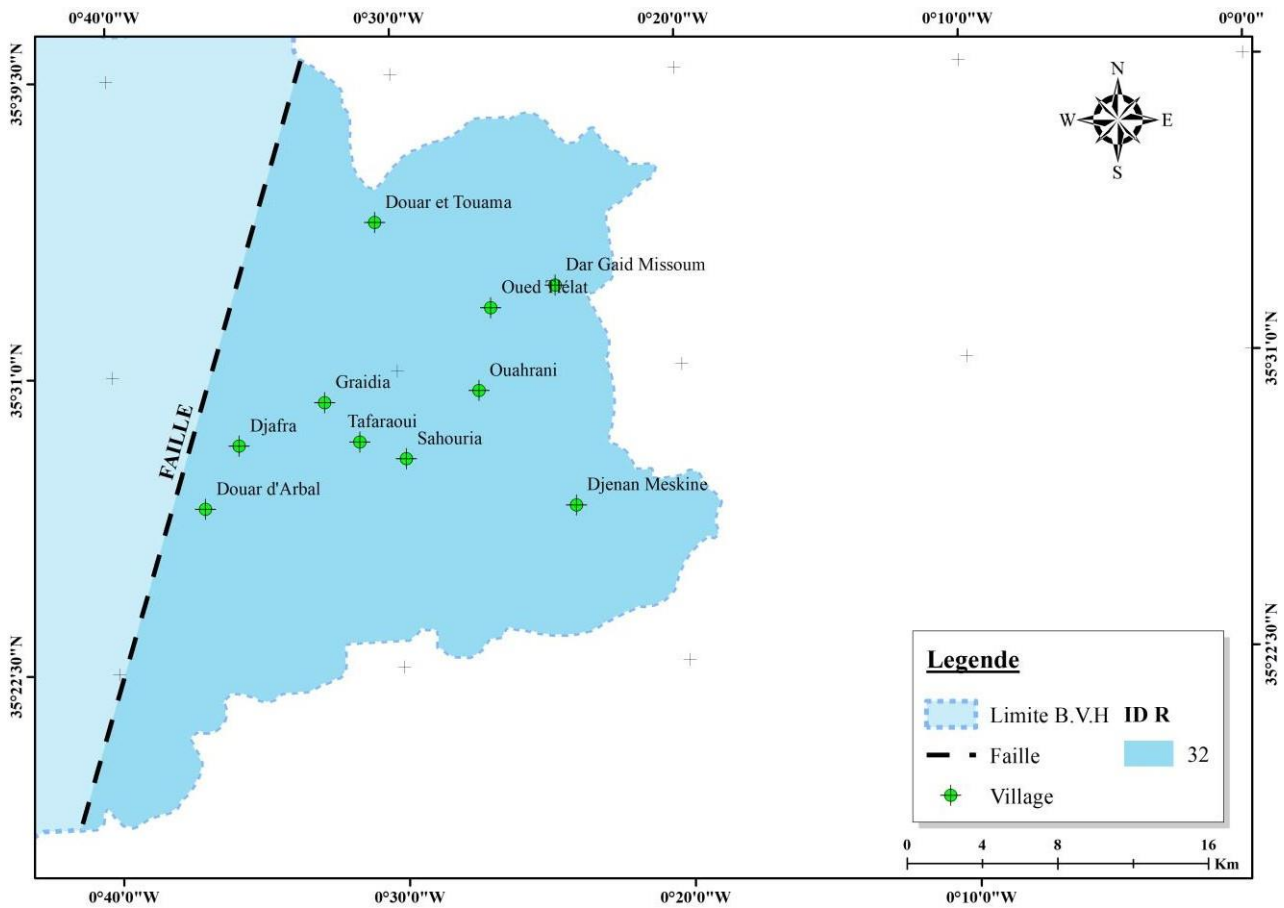 0°40'0"W 0°30'0"W 0°20'0"W 0°10'0"W 0°0'0"
35°39'30"N
N
W E
S
Douar et Touama
Dar Gaid Missoum
Oued Tlélat
35°31'0"N
35°31'0"N
Ouahrani
Graidia
Tafaraoui
Djafra
Sahouria
FAILLE
Douar d'Arbal
Djenan Meskine
35°22'30"N
35°22'30"N
Legende
Limite B.V.H ID R
Faille 32
Village
0 4 8 16
Km
0°40'0"W 0°30'0"W 0°20'0"W 0°10'0"W